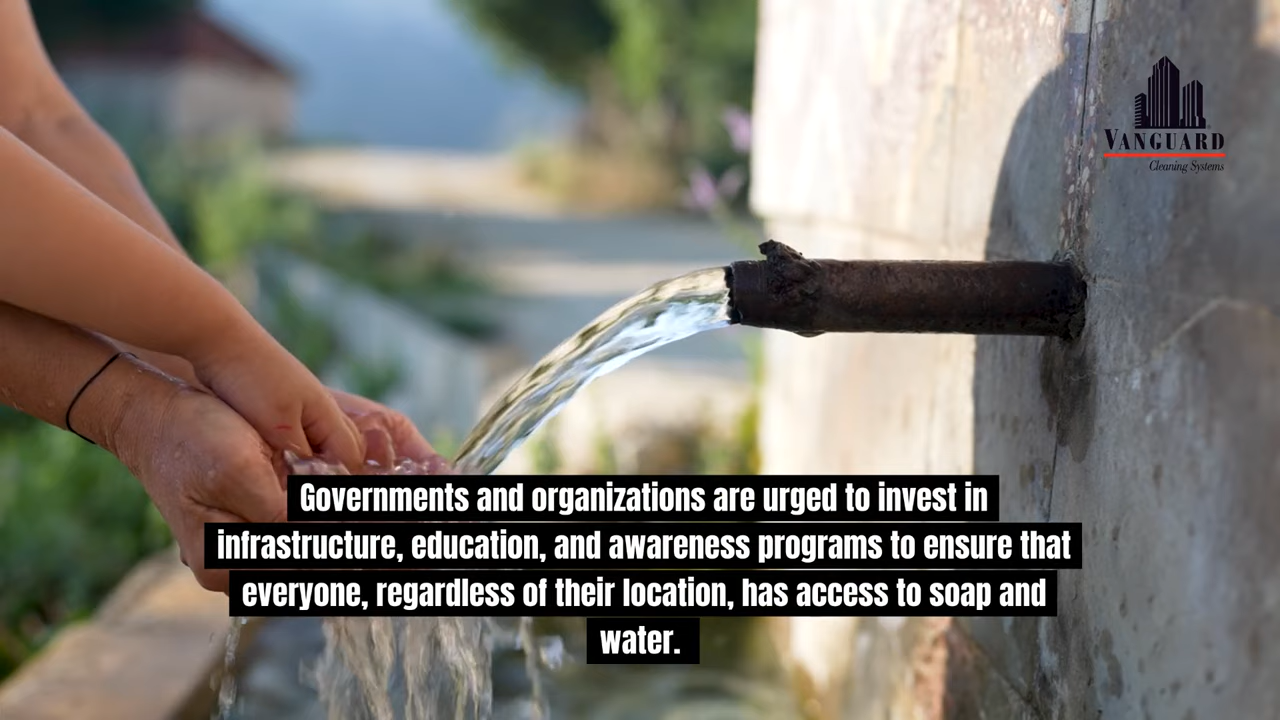 VANGUARD
Cleaning Systems
Governments and organizations are urged to invest in
infrastructure, education, and awareness programs to ensure that
everyone, regardless of their location, has access to soap and
water.